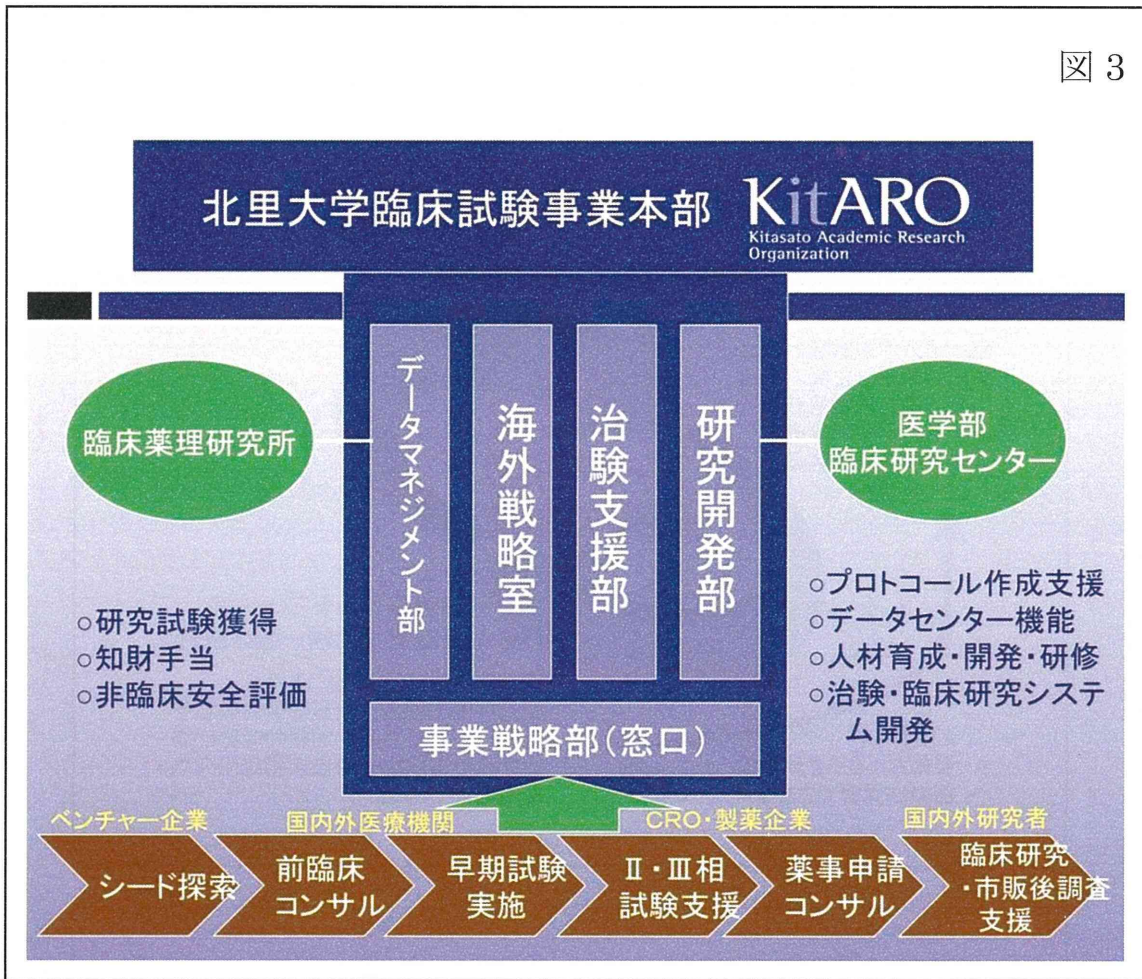 図 3
北里大学臨床試験事業本部
KitARO
Kitasato Academic Research
Organization
臨床薬理研究所
データマネジメント部
海外戦略室
治験支援部
研究開発部
医学部
臨床研究センター
○研究試験獲得
○知財手当
○非臨床安全評価
○プロトコール作成支援
○データセンター機能
○人材育成・開発・研修
○治験・臨床研究システ
ム開発
事業戦略部(窓口)
ベンチャー企業
国内外医療機関
CRO・製薬企業
国内外研究者
シード探索
前臨床
コンサル
早期試験
実施
Ⅱ・Ⅲ相
試験支援
薬事申請
コンサル
臨床研究
・市販後調査
支援